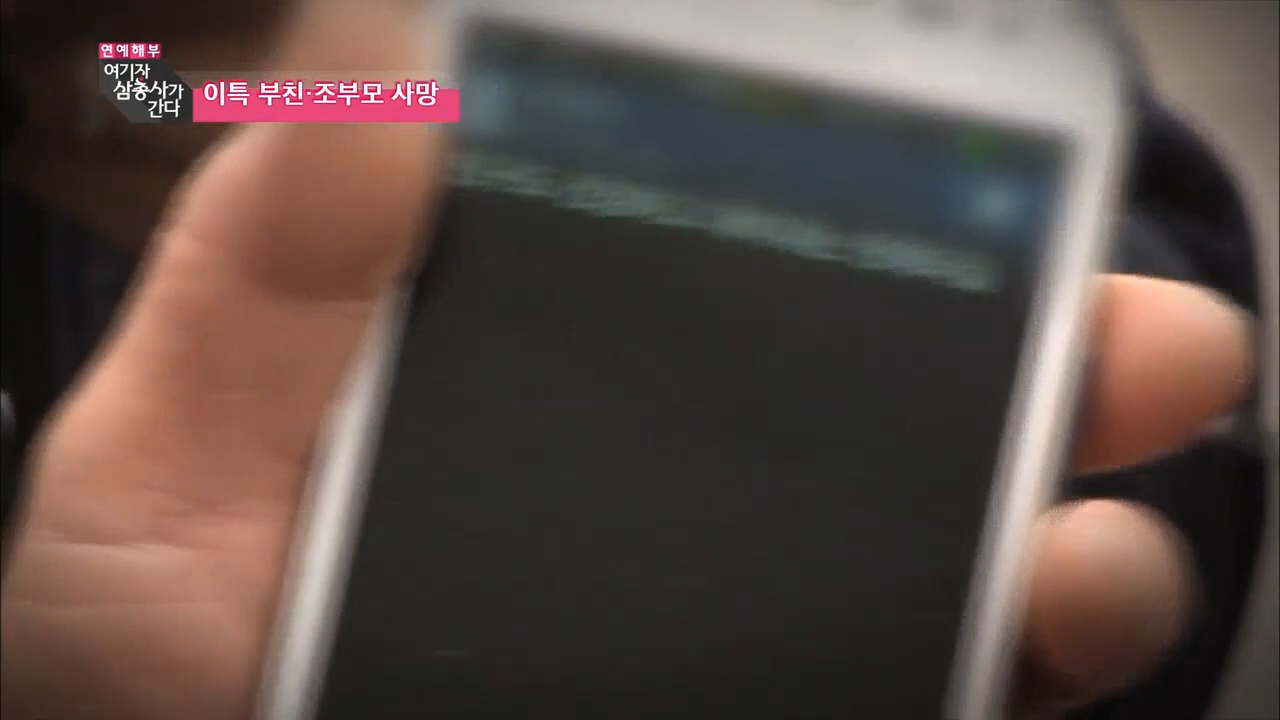 연예해부
여기자
삼총사가
간다
이특 부친·조부모 사망